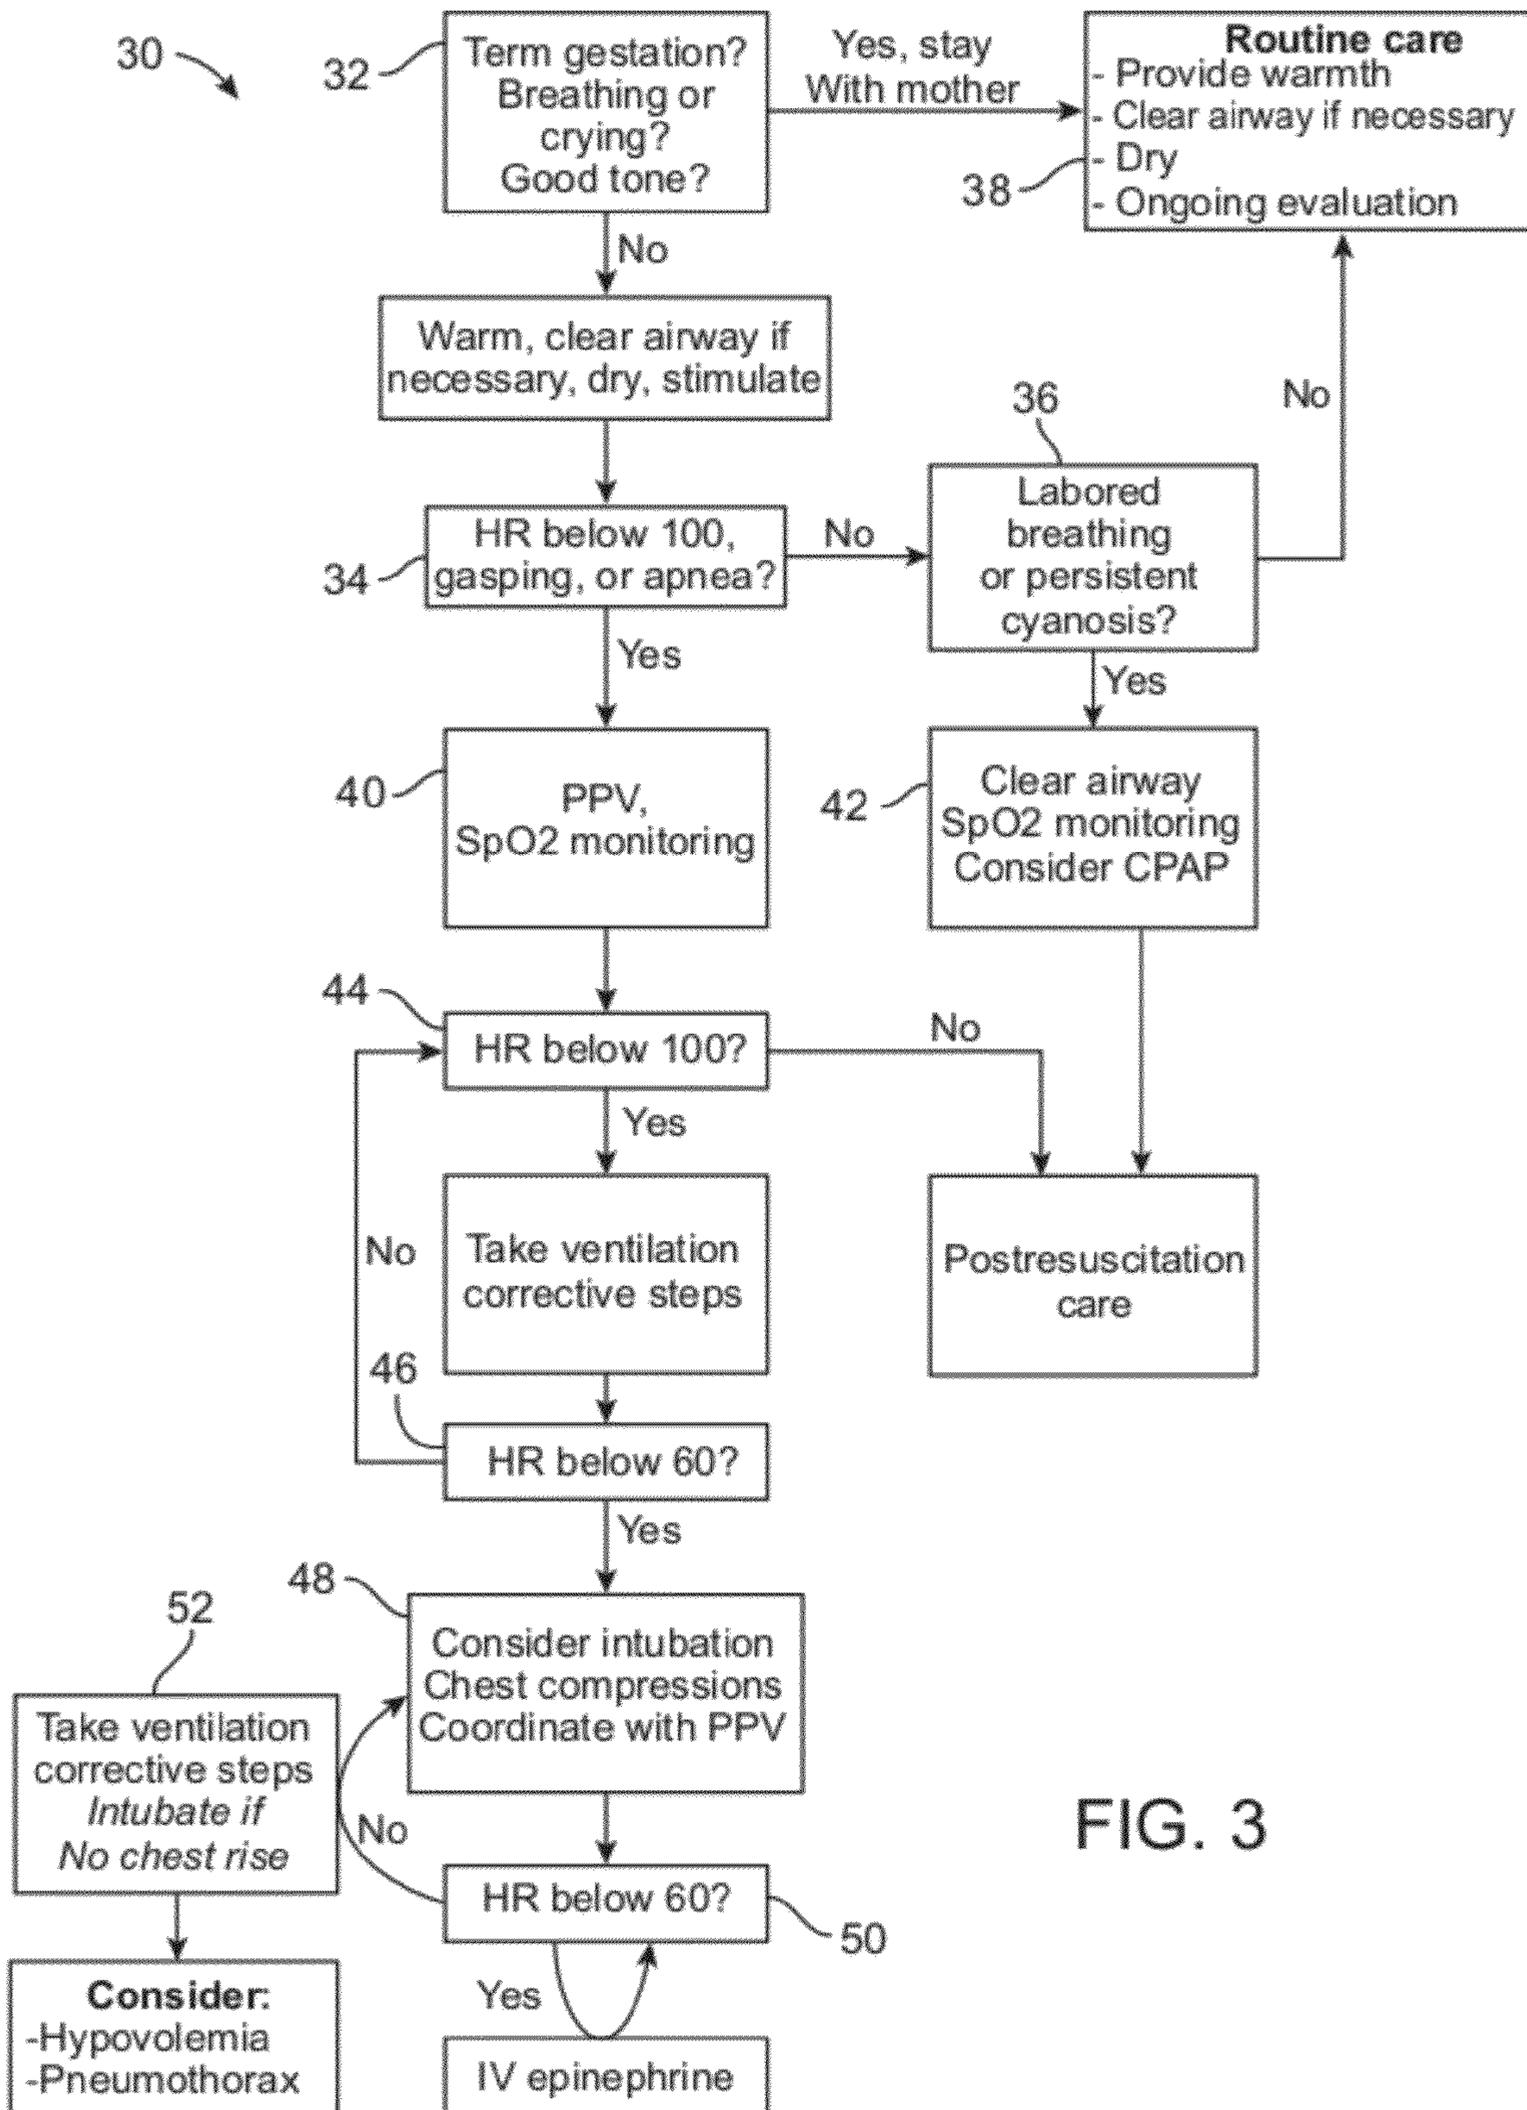 30
32
Term gestation?
Breathing or
crying?
Good tone?
Yes, stay
With mother
Routine care
- Provide warmth
- Clear airway if necessary
- Dry
- Ongoing evaluation
38
No
Warm, clear airway if
necessary, dry, stimulate
36
No
34
HR below 100,
gasping, or apnea?
No
Labored
breathing
or persistent
cyanosis?
Yes
Yes
40
PPV,
SpO2 monitoring
42
Clear airway
SpO2 monitoring
Consider CPAP
44
HR below 100?
No
Yes
No
Take ventilation
corrective steps
Postresuscitation
care
46
HR below 60?
Yes
48
Consider intubation
Chest compressions
Coordinate with PPV
52
Take ventilation
corrective steps
Intubate if
No chest rise
No
FIG. 3
HR below 60?
50
Yes
Consider:
-Hypovolemia
-Pneumothorax
IV epinephrine